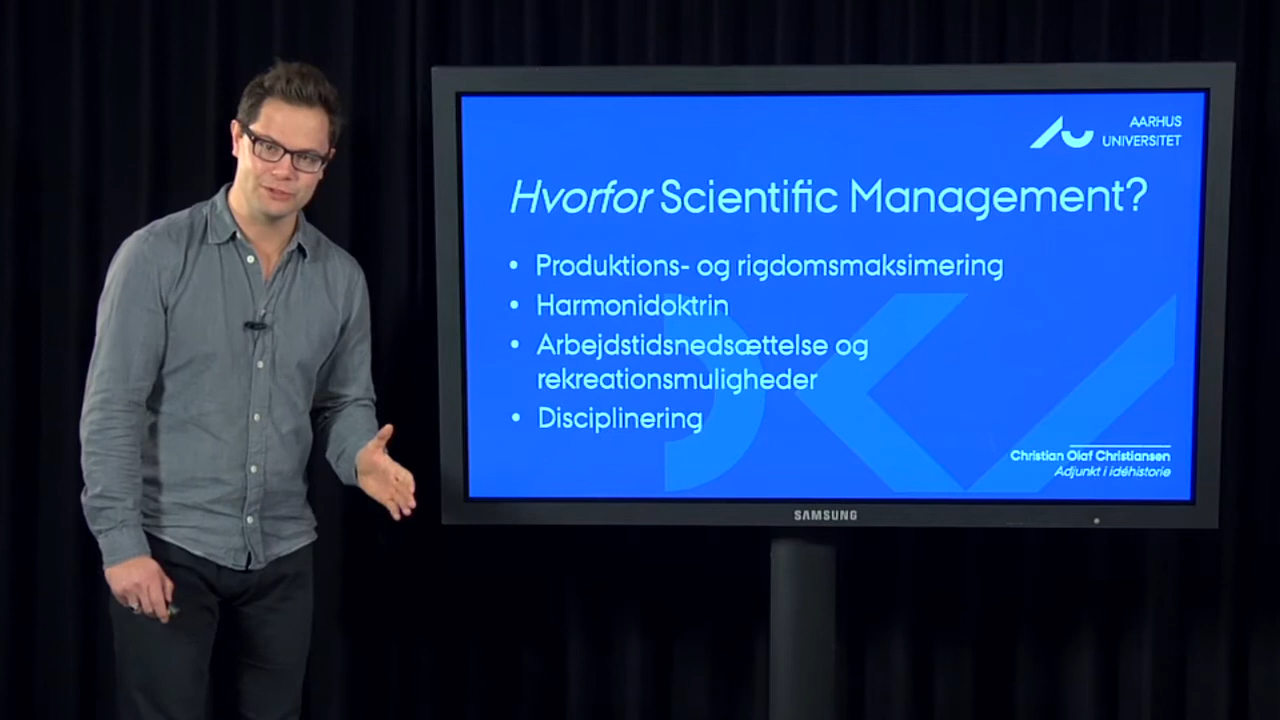 AARHUS
UNIVERSITET
Hvorfor Scientific Management?
• Produktions- og rigdomsmaksimering
• Harmonidoktrin
• Arbejdstidsnedsættelse og
rekreationsmuligheder
• Disciplinering
Christian Olaf Christiansen
Adjunkt i idéhistorie
SAMSUNG